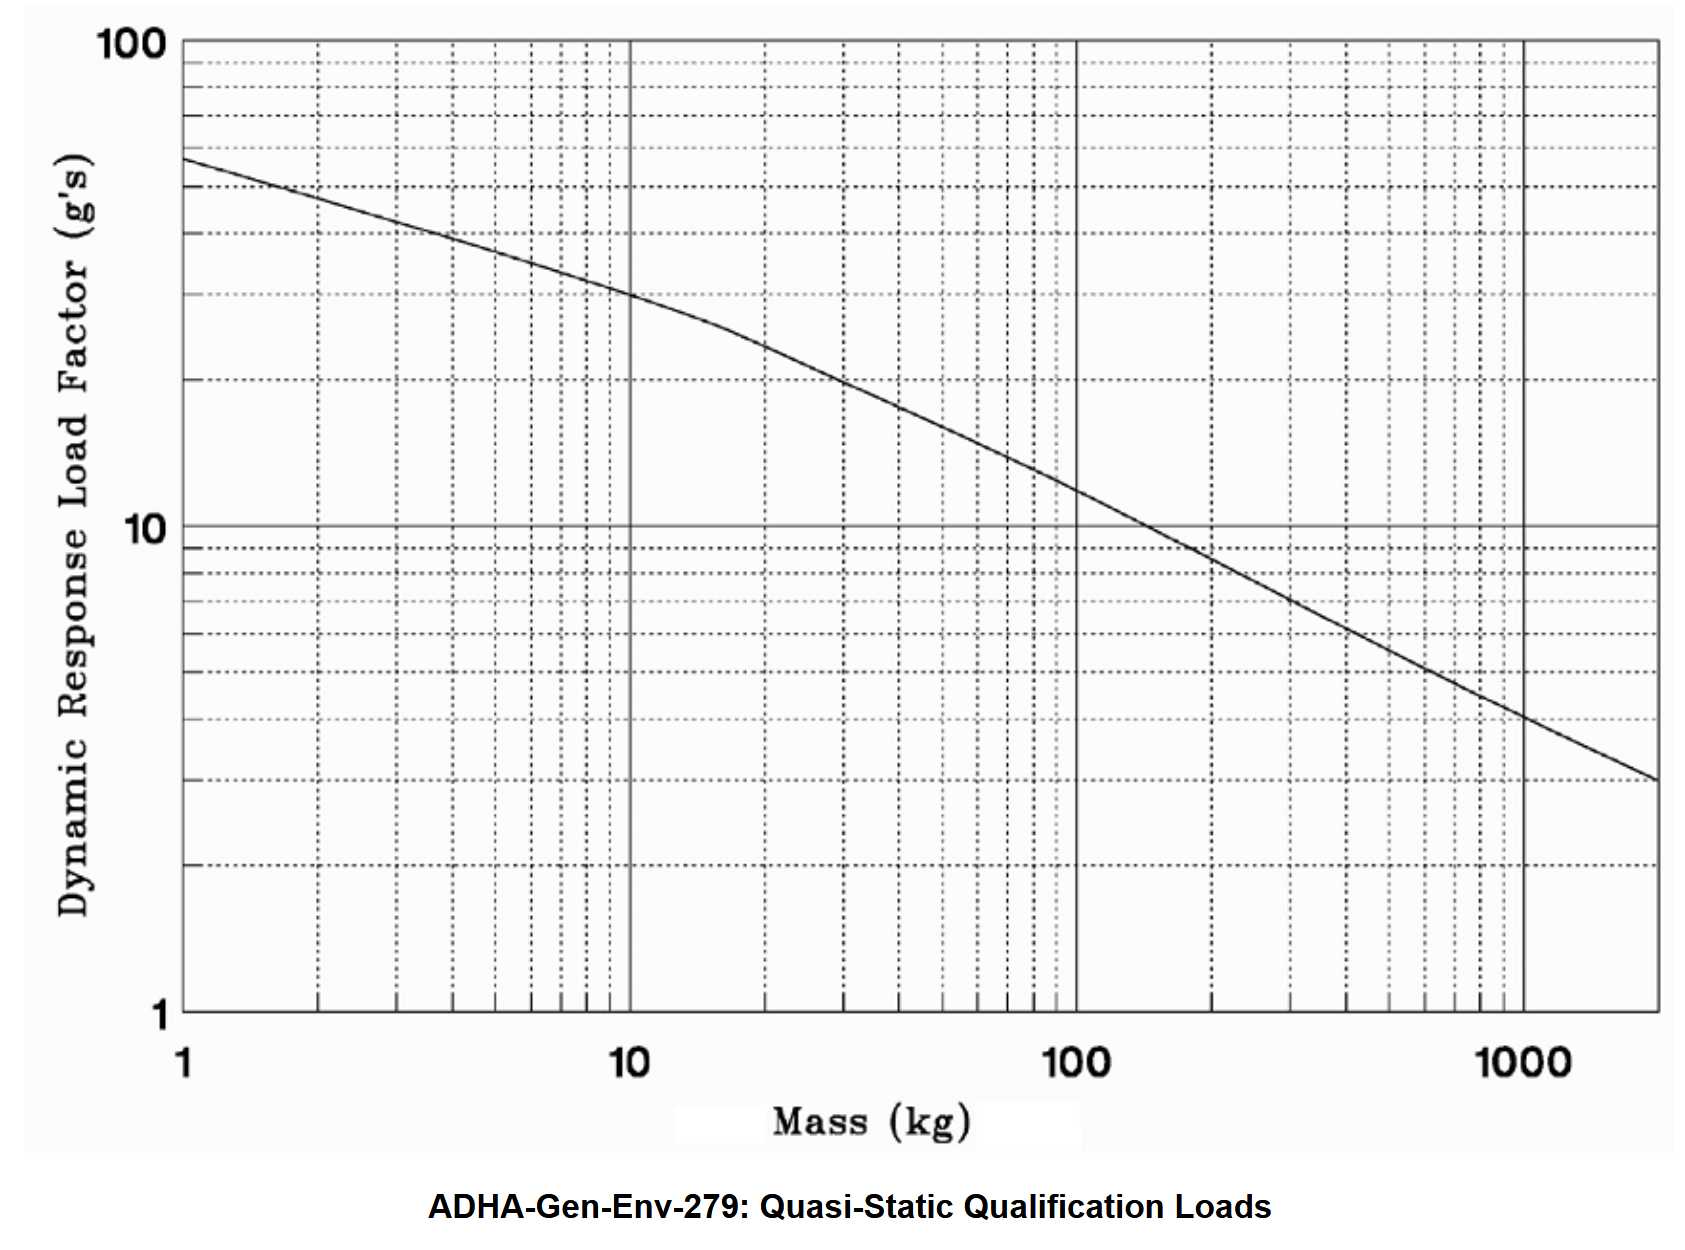 100
10
1
Dynamic Response Load Factor (g's)
1
10
100
1000
Mass (kg)
ADHA-Gen-Env-279: Quasi-Static Qualification Loads